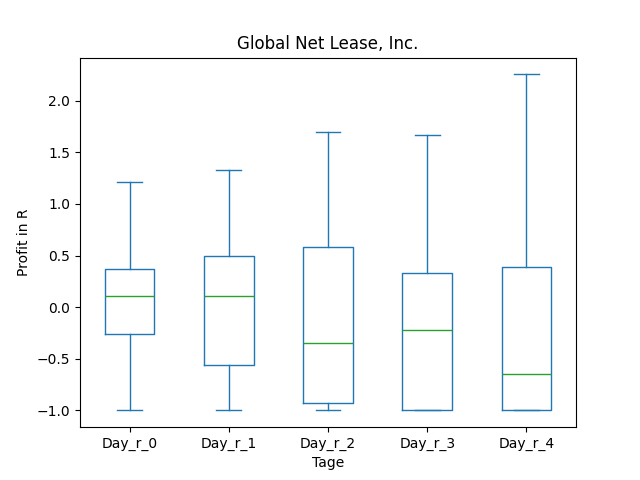 Global Net Lease, Inc.
Profit in R
2.0
1.5
1.0
0.5
0.0
−0.5
−1.0
Day_r_0 Day_r_1 Day_r_2 Day_r_3 Day_r_4
Tage